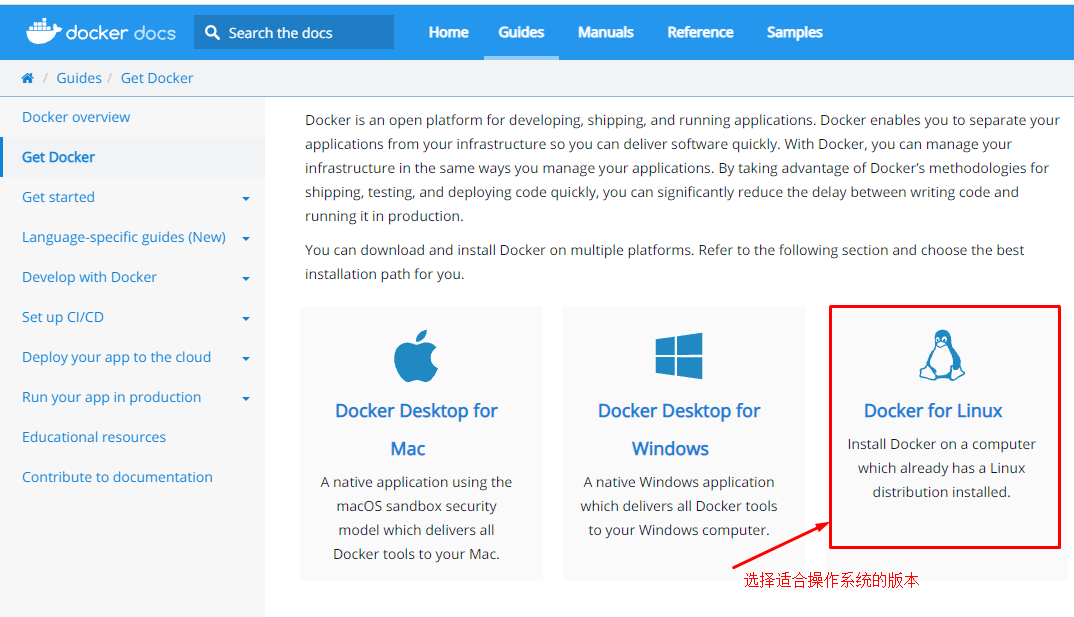 docker docs
Search the docs
Home
Guides
Manuals
Reference
Samples
/ Guides / Get Docker
Docker overview
Get Docker
Get started
Language-specific guides (New)
Develop with Docker
Set up CI/CD
Deploy your app to the cloud
Run your app in production
Educational resources
Contribute to documentation
Docker is an open platform for developing, shipping, and running applications. Docker enables you to separate your
applications from your infrastructure so you can deliver software quickly. With Docker, you can manage your
infrastructure in the same ways you manage your applications. By taking advantage of Docker’s methodologies for
shipping, testing, and deploying code quickly, you can significantly reduce the delay between writing code and
running it in production.
You can download and install Docker on multiple platforms. Refer to the following section and choose the best
installation path for you.
Docker Desktop for
Mac
A native application using the
macOS sandbox security
model which delivers all
Docker tools to your Mac.
Docker Desktop for
Windows
A native Windows application
which delivers all Docker tools
to your Windows computer.
Docker for Linux
Install Docker on a computer
which already has a Linux
distribution installed.
选择适合操作系统的版本